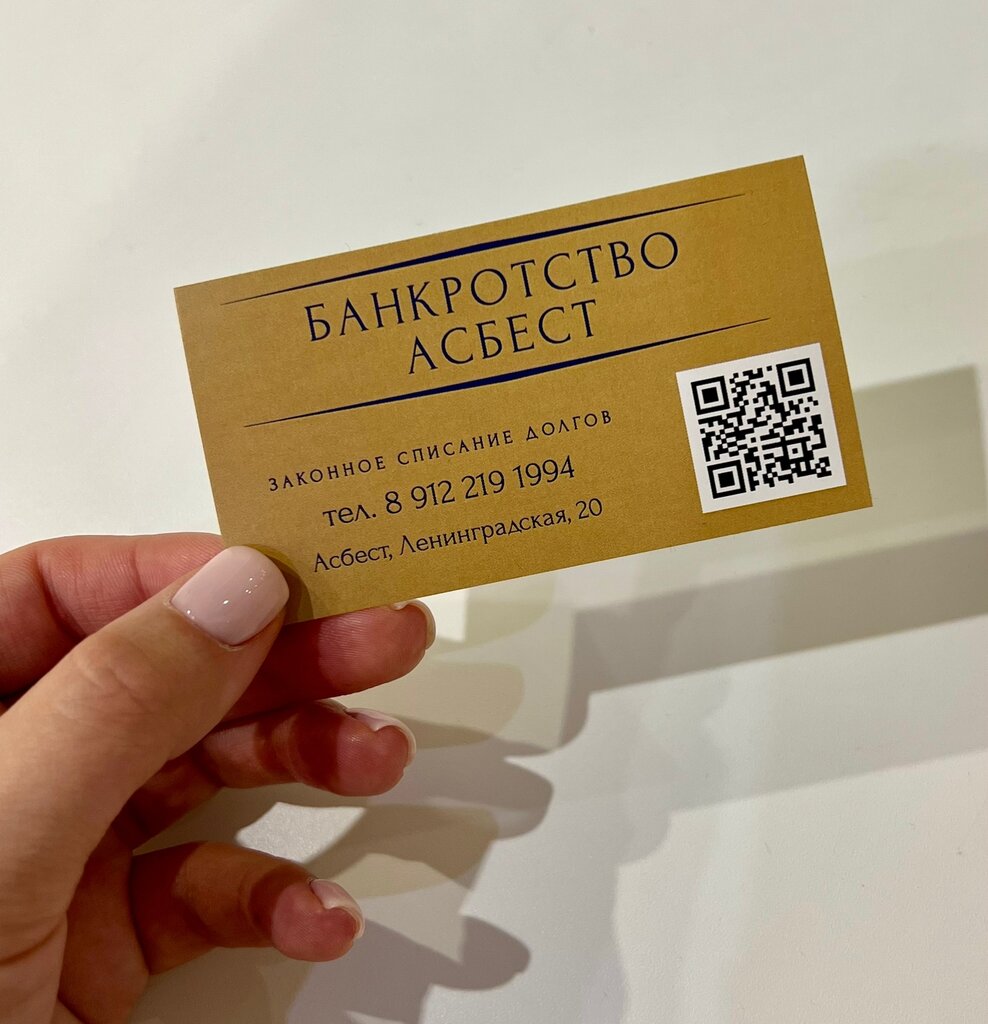 БАНКРОТСТВО
АСБЕСТ
ЗАКОННОЕ СПИСАНИЕ ДОЛГОВ
тел. 8 912 219 1994
Асбест, Ленинградская, 20